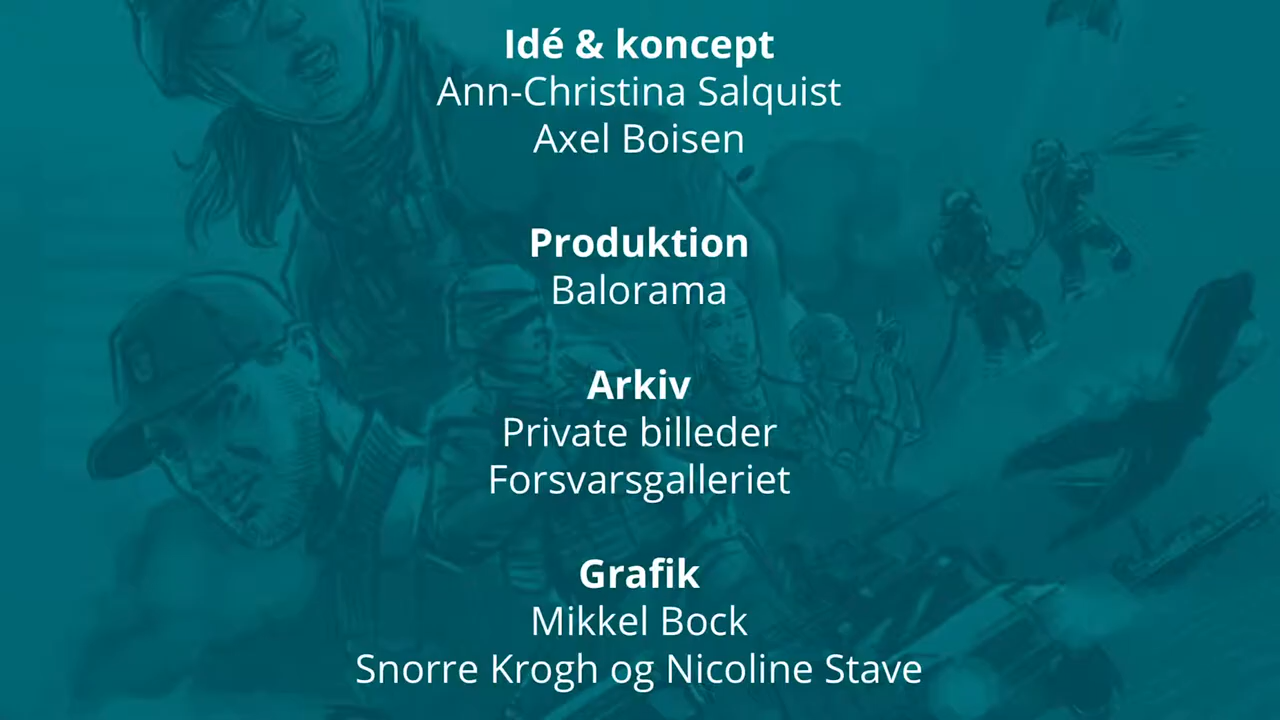 Idé & koncept
Ann-Christina Salquist
Axel Boisen
Produktion
Balorama
Arkiv
Private billeder
Forsvarsgalleriet
Grafik
Mikkel Bock
Snorre Krogh og Nicoline Stave